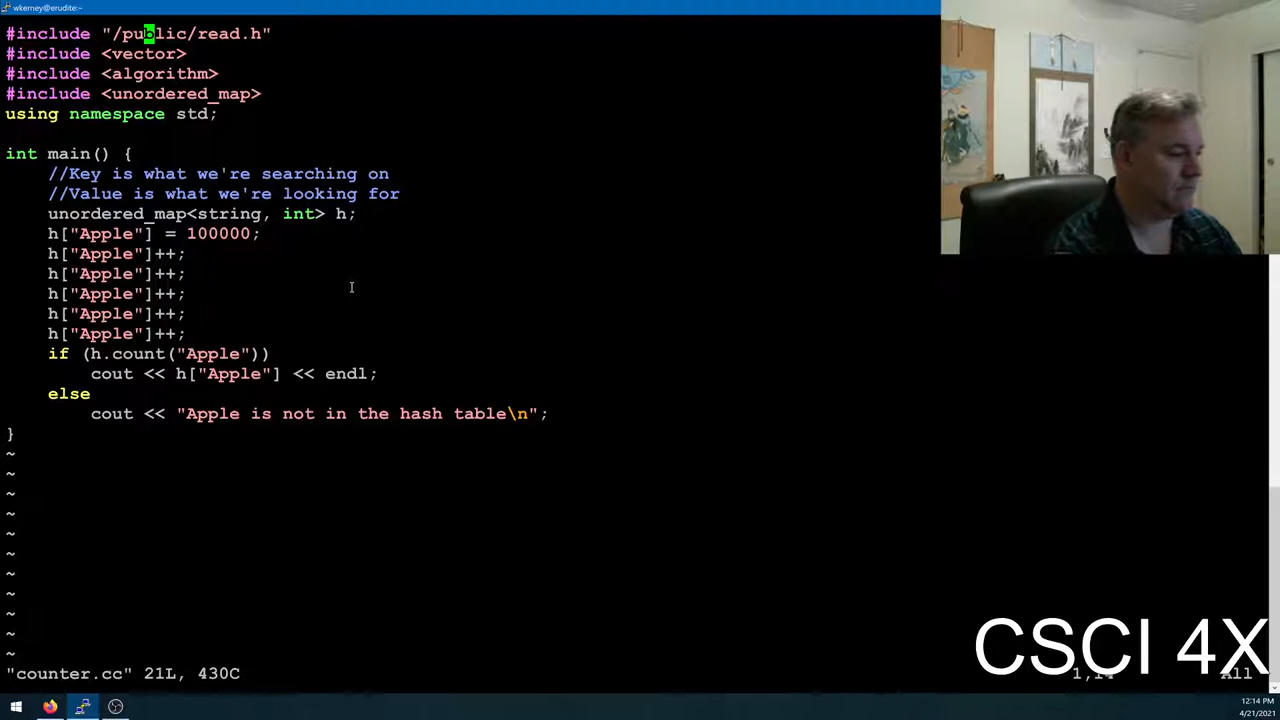 wkerney@erudite:~
#include "/public/read.h"
#include <vector>
#include <algorithm>
#include <unordered_map>
using namespace std;
int main() {
//Key is what we're searching on
//Value is what we're looking for
unordered_map<string, int> h;
h["Apple"] = 100000;
h["Apple"]++;
h["Apple"]++;
h["Apple"]++;
h["Apple"]++;
h["Apple"]++;
if (h.count("Apple"))
cout << h["Apple"] << endl;
else
cout << "Apple is not in the hash table\n";
}
~
~
~
~
~
~
~
~
~
~
~
"counter.cc" 21L, 430C
CSCI 4X
All
12:14 PM
4/21/2021